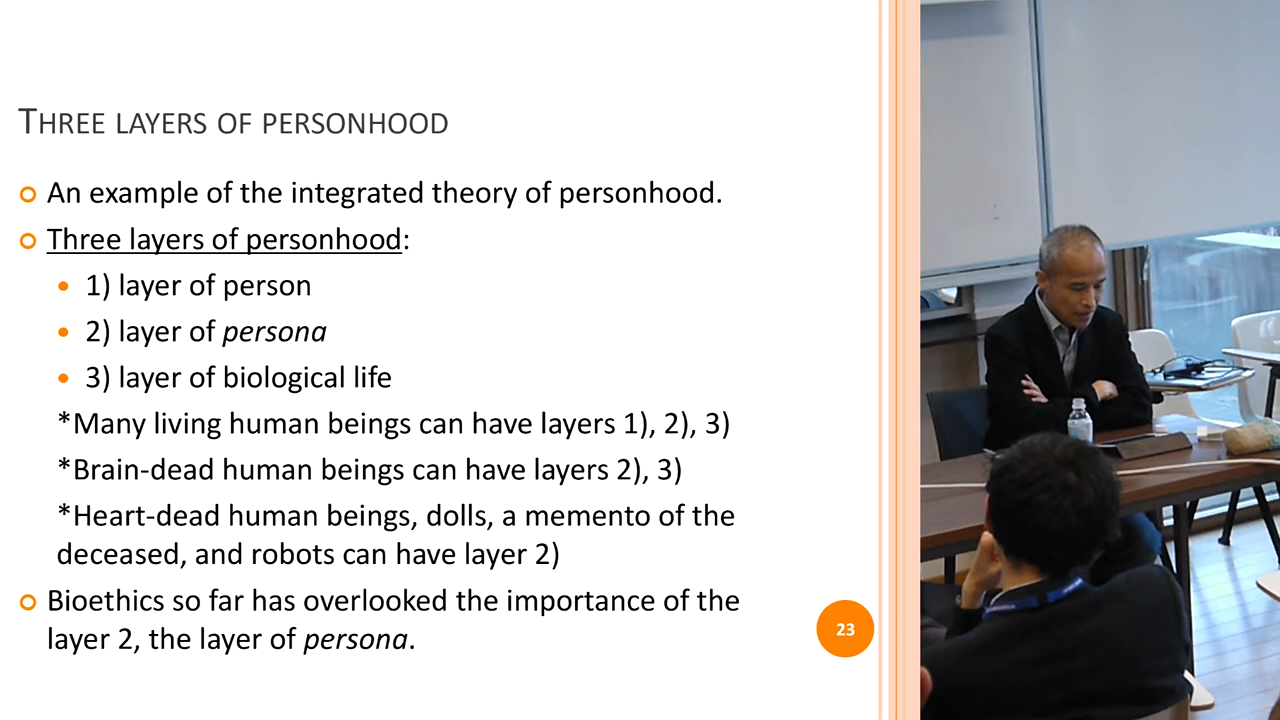 THREE LAYERS OF PERSONHOOD
An example of the integrated theory of personhood.
Three layers of personhood:
1) layer of person
2) layer of persona
3) layer of biological life
*Many living human beings can have layers 1), 2), 3)
*Brain-dead human beings can have layers 2), 3)
*Heart-dead human beings, dolls, a memento of the
deceased, and robots can have layer 2)
Bioethics so far has overlooked the importance of the
layer 2, the layer of persona.
23